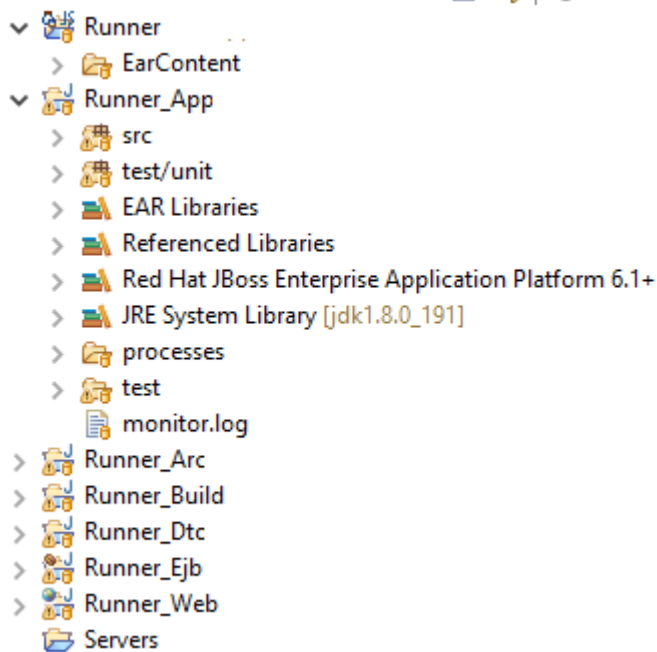 Runner
EarContent
Runner_App
src
test/unit
EAR Libraries
Referenced Libraries
Red Hat JBoss Enterprise Application Platform 6.1+
JRE System Library [jdk1.8.0_191]
processes
test
monitor.log
Runner_Arc
Runner_Build
Runner_Dtc
Runner_Ejb
Runner_Web
Servers